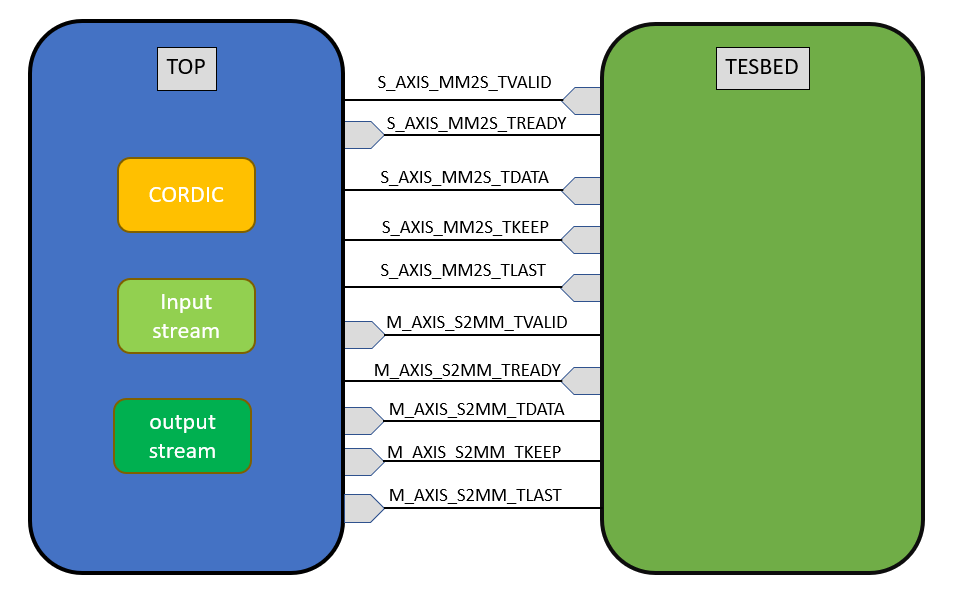 TOP
TESBED
S_AXIS_MM2S_TVALID
S_AXIS_MM2S_TREADY
S_AXIS_MM2S_TDATA
CORDIC
S_AXIS_MM2S_TKEEP
S_AXIS_MM2S_TLAST
Input
stream
M_AXIS_S2MM_TVALID
M_AXIS_S2MM_TREADY
M_AXIS_S2MM_TDATA
output
stream
M_AXIS_S2MM_TKEEP
M_AXIS_S2MM_TLAST